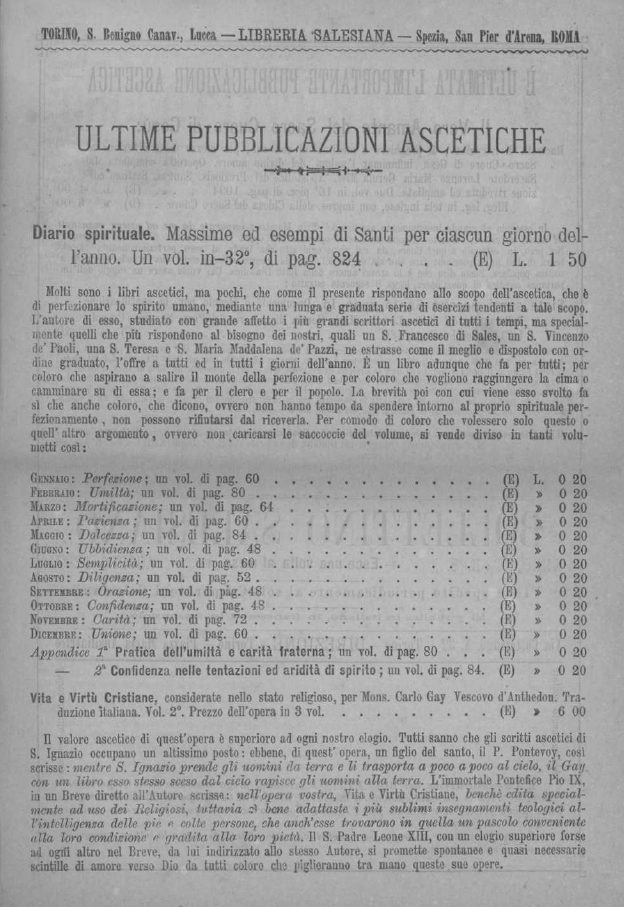 TORINO, S. Benigno Canav., Lucca — LIBRERIA SALESIANA — Spezia, San Pier d'Arena, ROMA
ULTIME PUBBLICAZIONI ASCETICHE
Diario spirituale. Massime ed esempi di Santi per ciascun giorno del-
l'anno. Un vol. in-32°, di pag. 824 . . . . . (E) L. 1 50
Molti sono i libri ascetici, ma pochi, che come il presente rispondano allo scopo dell'ascetica, che è
di perfezionare lo spirito umano, mediante una lunga e graduata serie di esercizi tendenti a tale scopo.
L'autore di esso, studiato con grande affetto i più grandi scrittori ascetici di tutti i tempi, ma special-
mente quelli che più rispondono al bisogno dei nostri, quali un S. Francesco di Sales, un S. Vincenzo
de' Paoli, una S. Teresa e S. Maria Maddalena de' Pazzi, ne estrasse come il meglio e dispostolo con or-
dine graduato, l'offre a tutti ed in tutti i giorni dell'anno. È un libro adunque che fa per tutti; per
coloro che aspirano a salire il monte della perfezione e per coloro che vogliono raggiungere la cima o
camminare su di essa; e fa per il clero e per il popolo. La brevità poi con cui viene esso svolto fa
sì che anche coloro, che dicono, ovvero non hanno tempo da spendere intorno al proprio spirituale per-
fezionamento, non possono rifiutarsi dal riceverla. Per comodo di coloro che volessero solo questo o
quell'altro argomento, ovvero non caricarsi le saccoccie del volume, si vende diviso in tanti volu-
metti così:
GENNAIO: Perfezione; un vol. di pag. 60 . . . . . . . . . . . (E) L. 0 20
FEBBRAIO: Umiltà; un vol. di pag. 80 . . . . . . . . . . . (E) » 0 20
MARZO: Mortificazione; un vol. di pag. 64 . . . . . . . . . . (E) » 0 20
APRILE: Pazienza; un vol. di pag. 60 . . . . . . . . . . . (E) » 0 20
MAGGIO: Dolcezza; un vol. di pag. 84 . . . . . . . . . . . (E) » 0 20
GIUGNO: Ubbidienza; un vol. di pag. 48 . . . . . . . . . . (E) » 0 20
LUGLIO: Semplicità; un vol. di pag. 60 . . . . . . . . . . (E) » 0 20
AGOSTO: Diligenza; un vol. di pag. 52 . . . . . . . . . . (E) » 0 20
SETTEMBRE: Orazione; un vol. di pag. 48 . . . . . . . . . . (E) » 0 20
OTTOBRE: Confidenza; un vol. di pag. 48 . . . . . . . . . . (E) » 0 20
NOVEMBRE: Carità; un vol. di pag. 72 . . . . . . . . . . . (E) » 0 20
DICEMBRE: Unione; un vol. di pag. 60 . . . . . . . . . . . (E) » 0 20
Appendice 1ª Pratica dell'umiltà e carità fraterna; un vol. di pag. 80 . . . (E) » 0 20
— 2ª Confidenza nelle tentazioni ed aridità di spirito; un vol. di pag. 84. (E) » 0 20
Vita e Virtù Cristiane, considerate nello stato religioso, per Mons. Carlo Gay Vescovo d'Anthedon. Tra-
duzione italiana. Vol. 2°. Prezzo dell'opera in 3 vol. . . . . . . . . (E) » 6 00
Il valore ascetico di quest'opera è superiore ad ogni nostro elogio. Tutti sanno che gli scritti ascetici di
S. Ignazio occupano un altissimo posto: ebbene, di quest'opera, un figlio del santo, il P. Pontevoy, così
scrisse: mentre S. Ignazio prende gli uomini da terra e li trasporta a poco a poco al cielo, il Gay
con un libro esso stesso sceso dal cielo rapisce gli uomini alla terra. L'immortale Pontefice Pio IX,
in un Breve diretto all'Autore scrisse: nell'opera vostra, Vita e Virtù Cristiane, benchè edita special-
mente ad uso dei Religiosi, tuttavia sì bene adattaste i più sublimi insegnamenti teologici al-
l'intelligenza delle pie e colte persone, che anch'esse trovarono in quella un pascolo conveniente
alla loro condizione e gradita alla loro pietà. Il S. Padre Leone XIII, con un elogio superiore forse
ad ogni altro nel Breve, da lui indirizzato allo stesso Autore, si promette spontanee e quasi necessarie
scintille di amore verso Dio da tutti coloro che piglieranno tra mano queste sue opere.